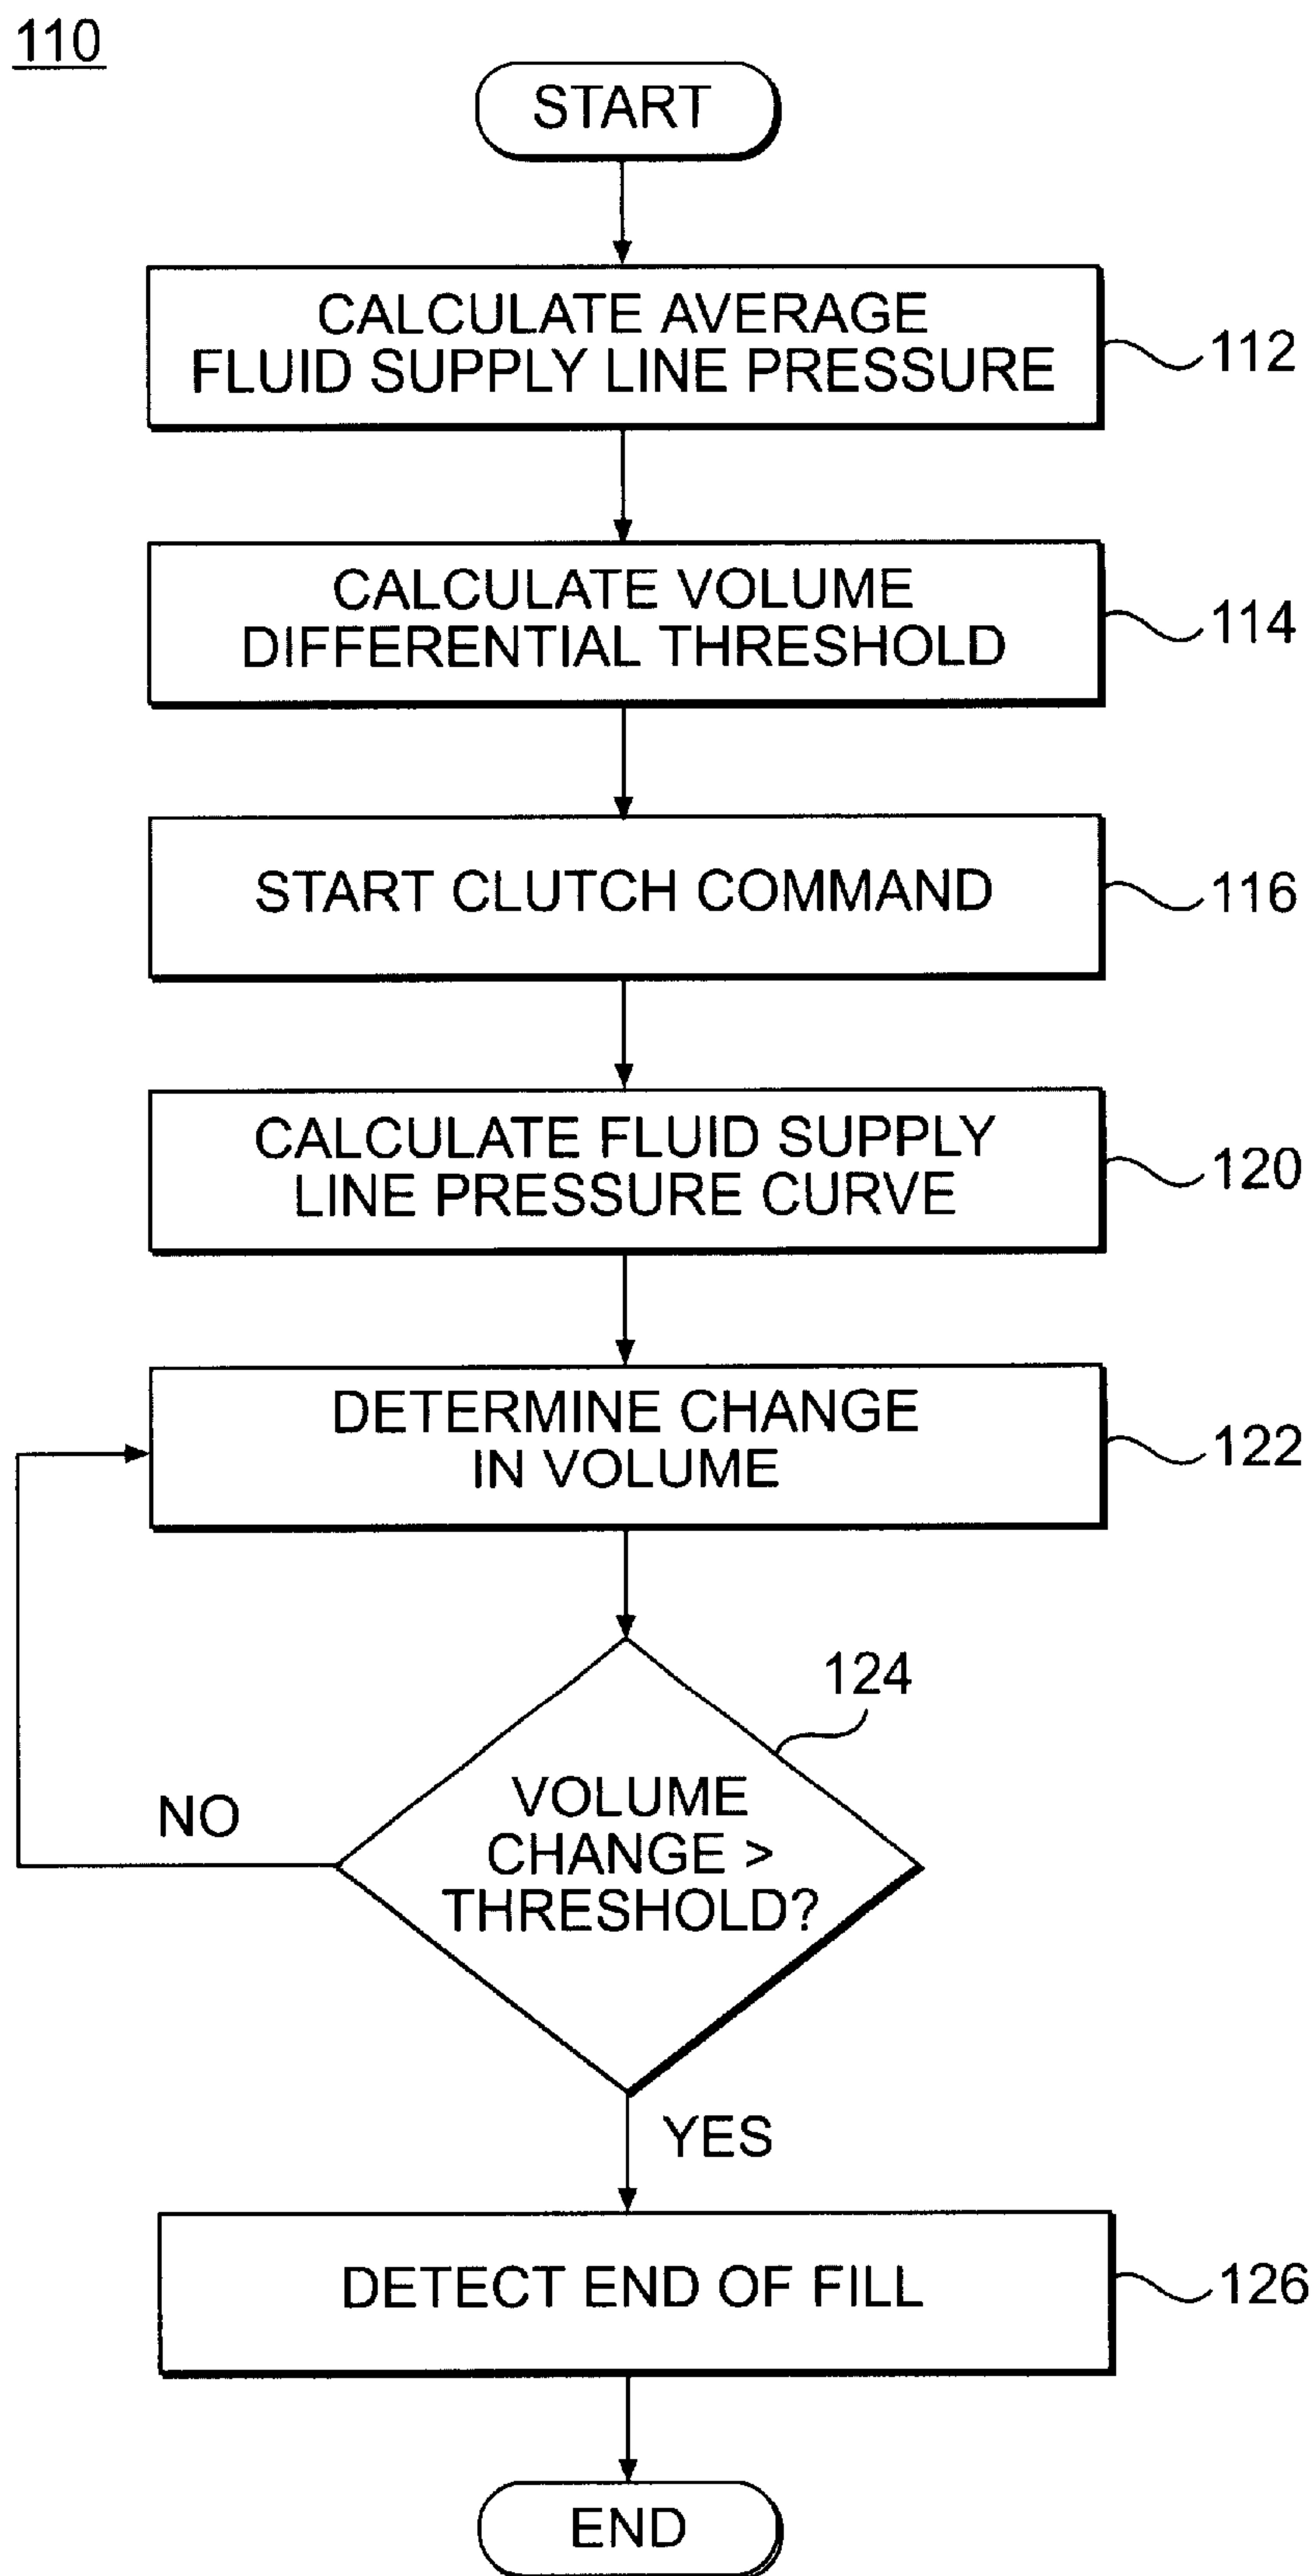 110
START
CALCULATE AVERAGE
FLUID SUPPLY LINE PRESSURE
112
CALCULATE VOLUME
DIFFERENTIAL THRESHOLD
114
START CLUTCH COMMAND
116
CALCULATE FLUID SUPPLY
LINE PRESSURE CURVE
120
DETERMINE CHANGE
IN VOLUME
122
124
VOLUME
CHANGE >
THRESHOLD?
NO
YES
DETECT END OF FILL
126
END